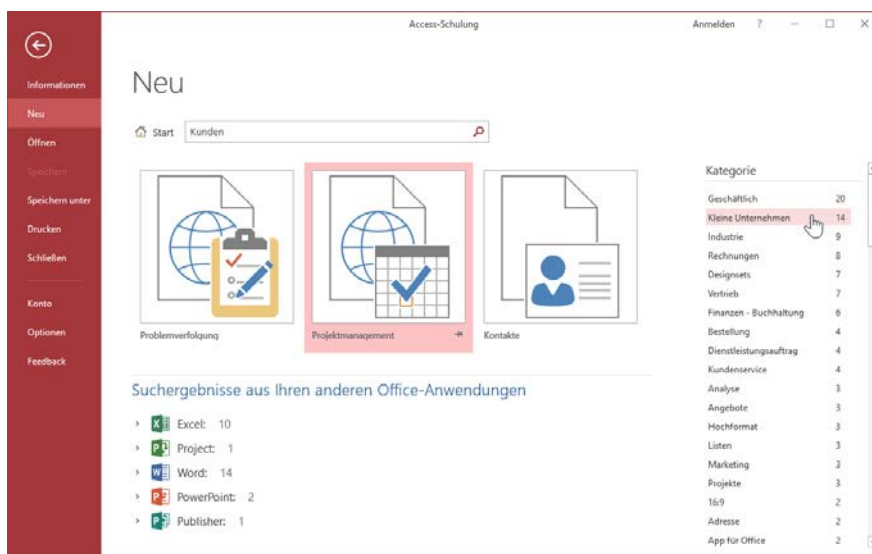 Access-Schulung
Anmelden ?
Informationen
Neu
Öffnen
Speichern
Speichern unter
Drucken
Schließen
Konto
Optionen
Feedback
Neu
Start Kunden
Problemverfolgung
Projektmanagement
Kontakte
Suchergebnisse aus Ihren anderen Office-Anwendungen
Excel: 10
Project: 1
Word: 14
PowerPoint: 2
Publisher: 1
Kategorie
Geschäftlich 20
Kleine Unternehmen 14
Industrie 9
Rechnungen 8
Designsets 7
Vertrieb 7
Finanzen - Buchhaltung 6
Bestellung 4
Dienstleistungsauftrag 4
Kundenservice 4
Analyse 3
Angebote 3
Hochformat 3
Listen 3
Marketing 3
Projekte 3
16:9 2
Adresse 2
App für Office 2